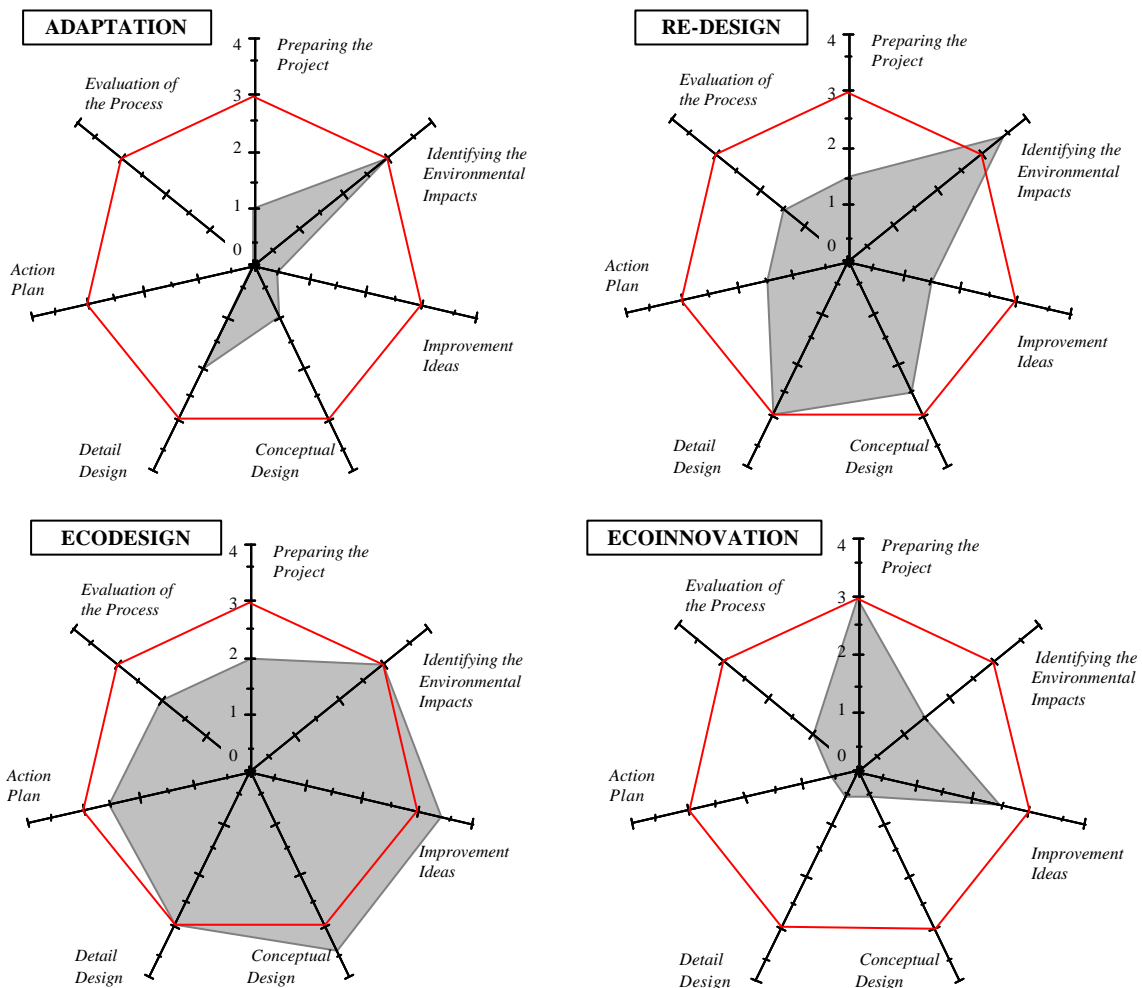 ADAPTATION
4
3
2
1
0
Preparing the
Project
Identifying the
Environmental
Impacts
Improvement
Ideas
Conceptual
Design
Detail
Design
Action
Plan
Evaluation of
the Process
RE-DESIGN
4
3
2
1
0
Preparing the
Project
Identifying the
Environmental
Impacts
Improvement
Ideas
Conceptual
Design
Detail
Design
Action
Plan
Evaluation of
the Process
ECODESIGN
4
3
2
1
0
Preparing the
Project
Identifying the
Environmental
Impacts
Improvement
Ideas
Conceptual
Design
Detail
Design
Action
Plan
Evaluation of
the Process
ECOINNOVATION
4
3
2
1
0
Preparing the
Project
Identifying the
Environmental
Impacts
Improvement
Ideas
Conceptual
Design
Detail
Design
Action
Plan
Evaluation of
the Process